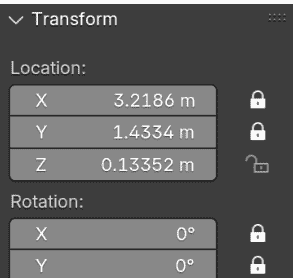 Transform
Location:
X 3.2186 m
Y 1.4334 m
Z 0.13352 m
Rotation:
X 0°
Y 0°